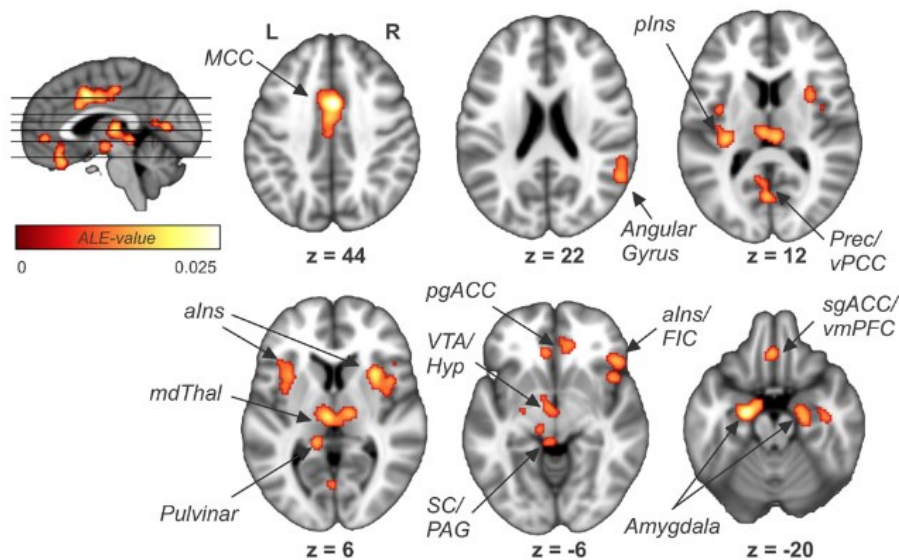 L
R
MCC
pIns
ALE-value
0
0.025
z = 44
z = 22
Angular
Gyrus
z = 12
Prec/
vPCC
aIns
mdThal
Pulvinar
z = 6
pgACC
VTA/
Hyp
aIns/
FIC
SC/
PAG
z = -6
sgACC/
vmPFC
Amygdala
z = -20